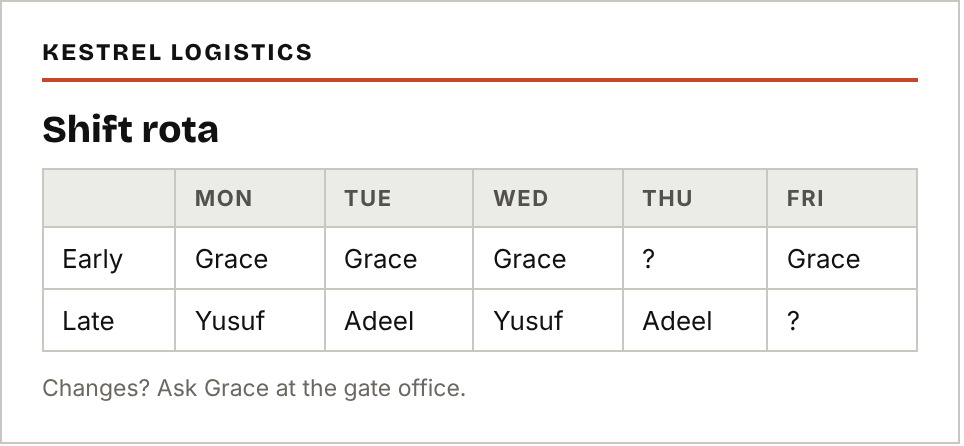 KESTREL LOGISTICS
Shift rota
MON TUE WED THU FRI
Early Grace Grace Grace ? Grace
Late Yusuf Adeel Yusuf Adeel ?
Changes? Ask Grace at the gate office.